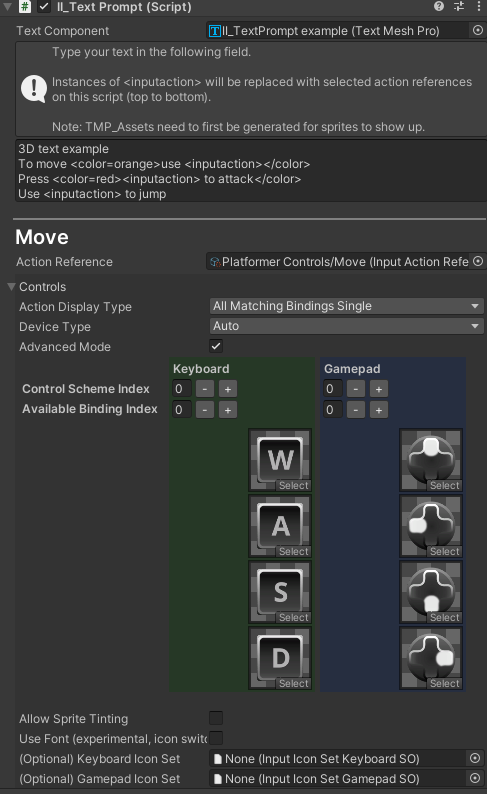 II_Text Prompt (Script)
Text Component
II_TextPrompt example (Text Mesh Pro)
Type your text in the following field.
Instances of <inputaction> will be replaced with selected action references
on this script (top to bottom).
Note: TMP_Assets need to first be generated for sprites to show up.
3D text example
To move <color=orange>use <inputaction></color>
Press <color=red><inputaction> to attack</color>
Use <inputaction> to jump
Move
Action Reference
Platformer Controls/Move (Input Action Refe
Controls
Action Display Type
All Matching Bindings Single
Device Type
Auto
Advanced Mode
Keyboard Gamepad
Control Scheme Index 0 - + 0 - +
Available Binding Index 0 - + 0 - +
W
Select Select
A
Select Select
S
Select Select
D
Select Select
Allow Sprite Tinting
Use Font (experimental, icon switc
(Optional) Keyboard Icon Set
None (Input Icon Set Keyboard SO)
(Optional) Gamepad Icon Set
None (Input Icon Set Gamepad SO)